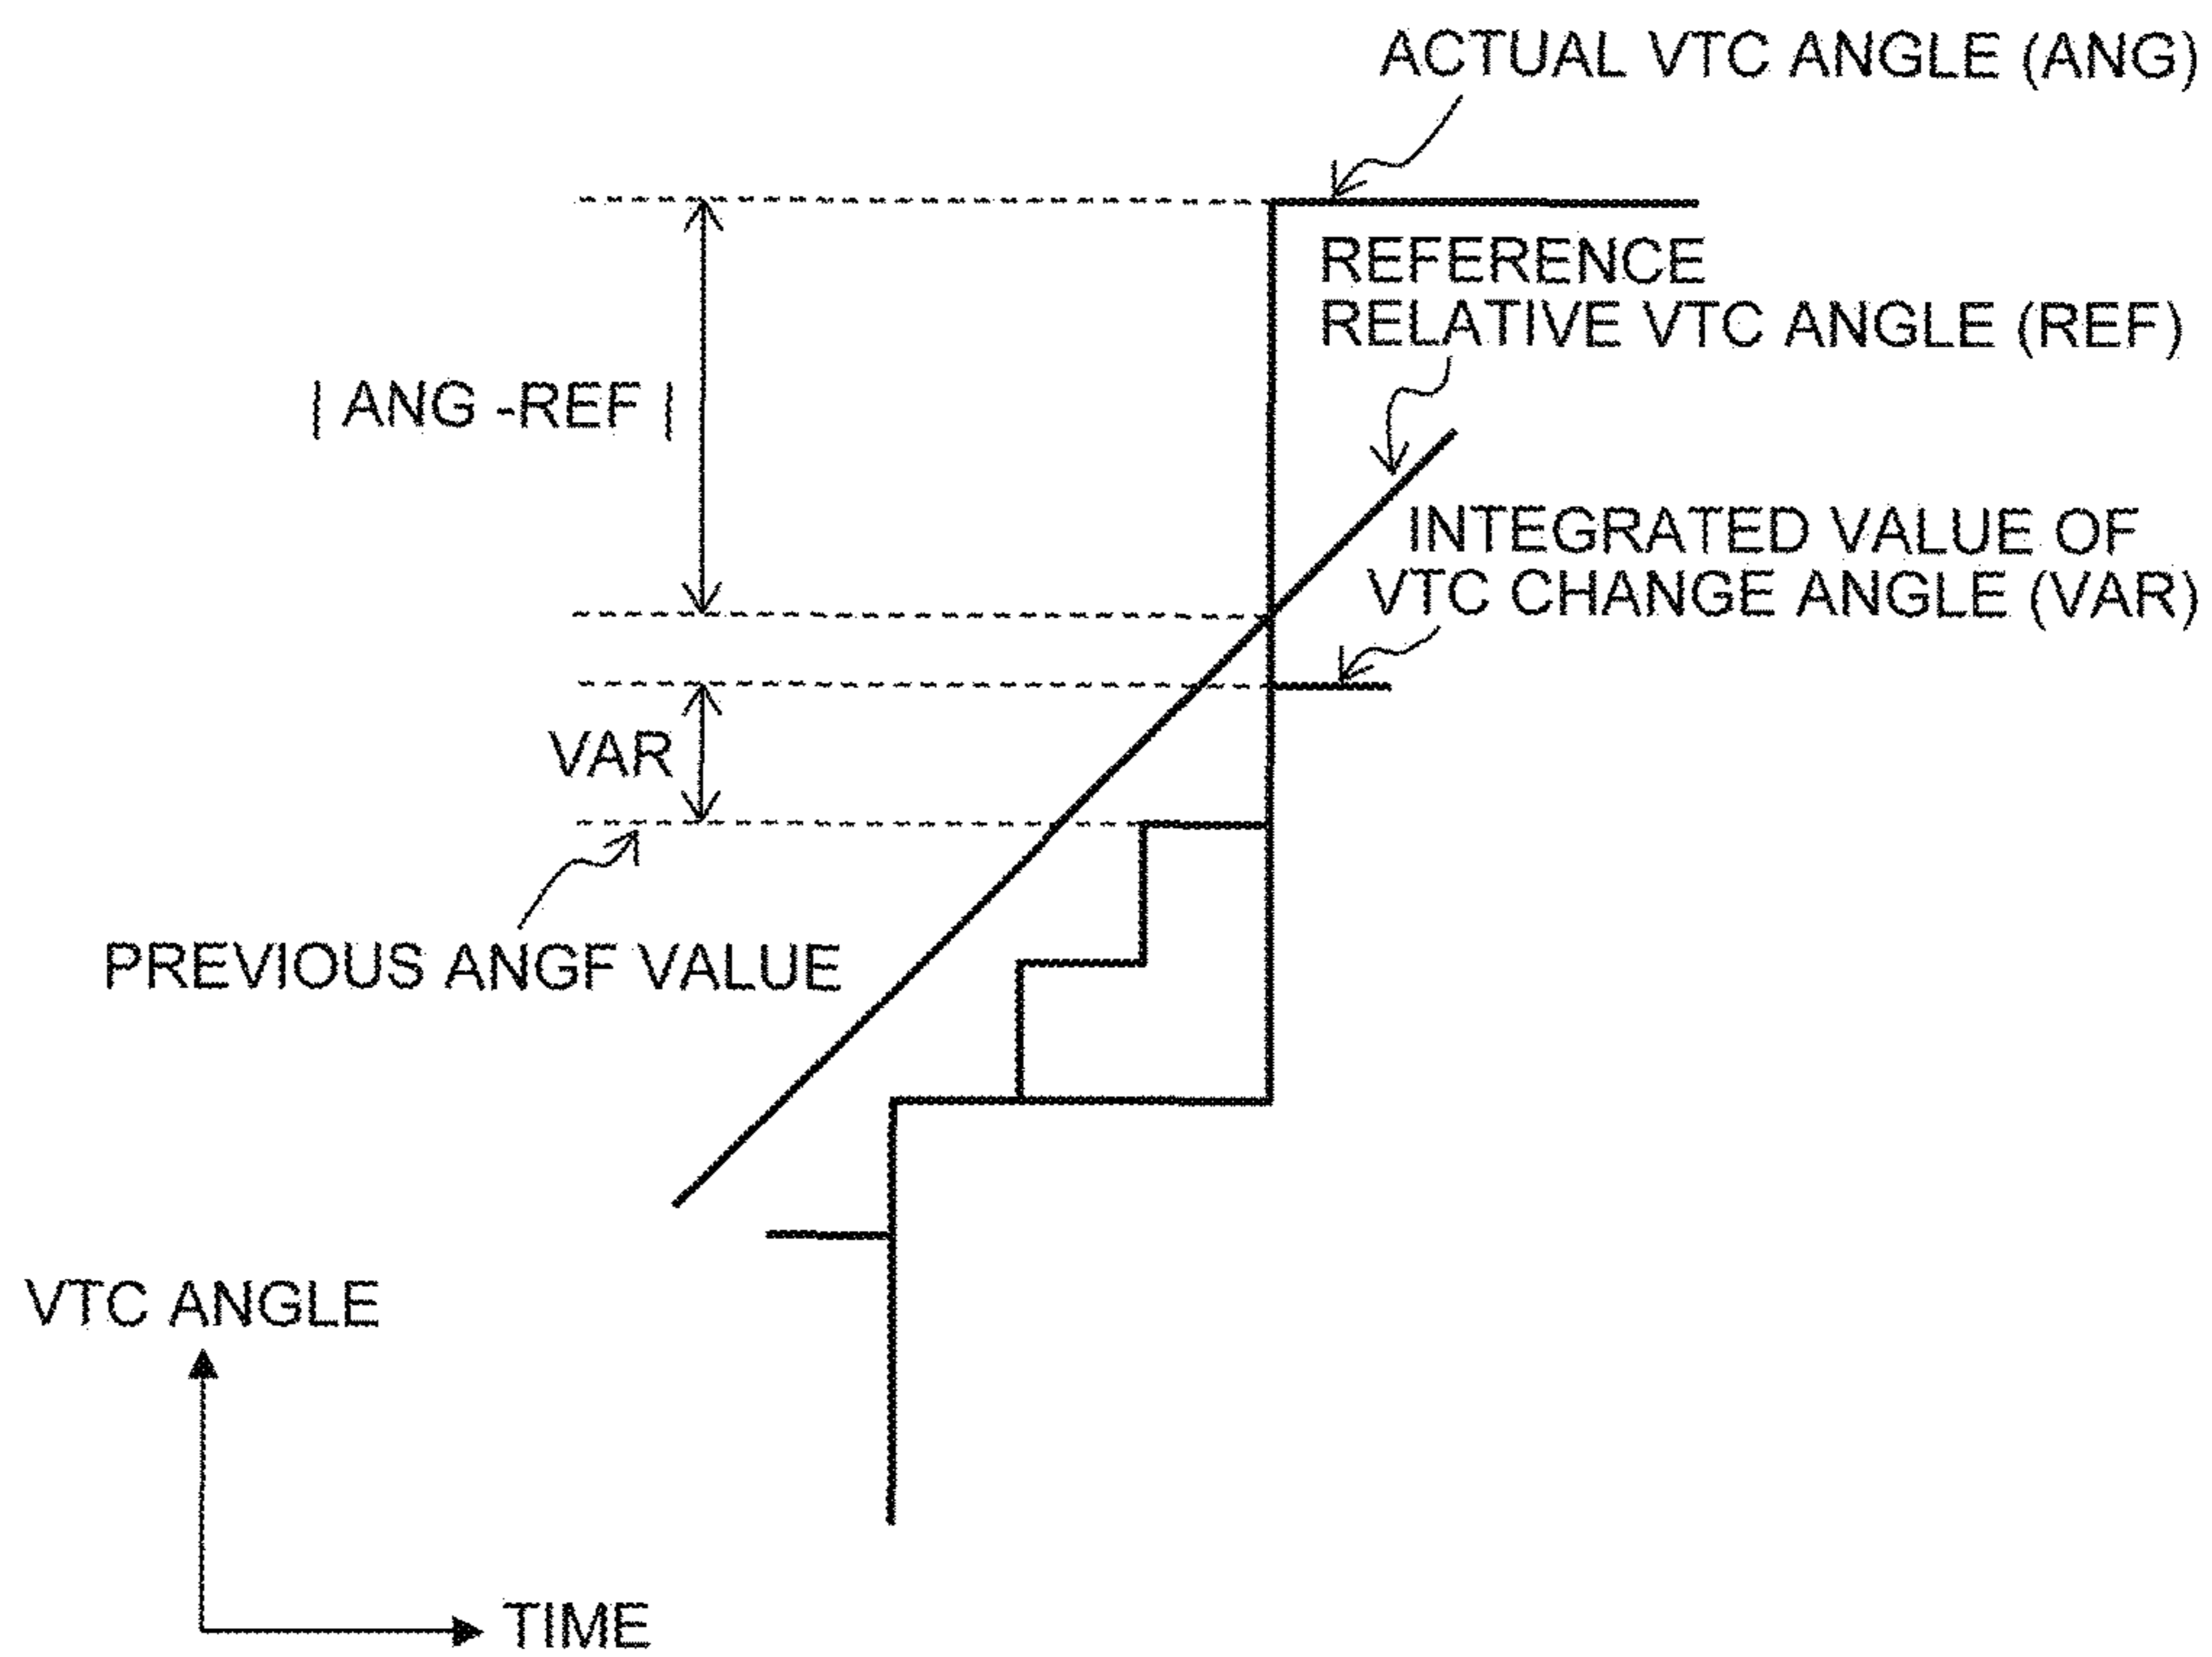 ACTUAL VTC ANGLE (ANG)
REFERENCE
RELATIVE VTC ANGLE (REF)
| ANG -REF |
INTEGRATED VALUE OF
VTC CHANGE ANGLE (VAR)
VAR
PREVIOUS ANGF VALUE
VTC ANGLE
TIME